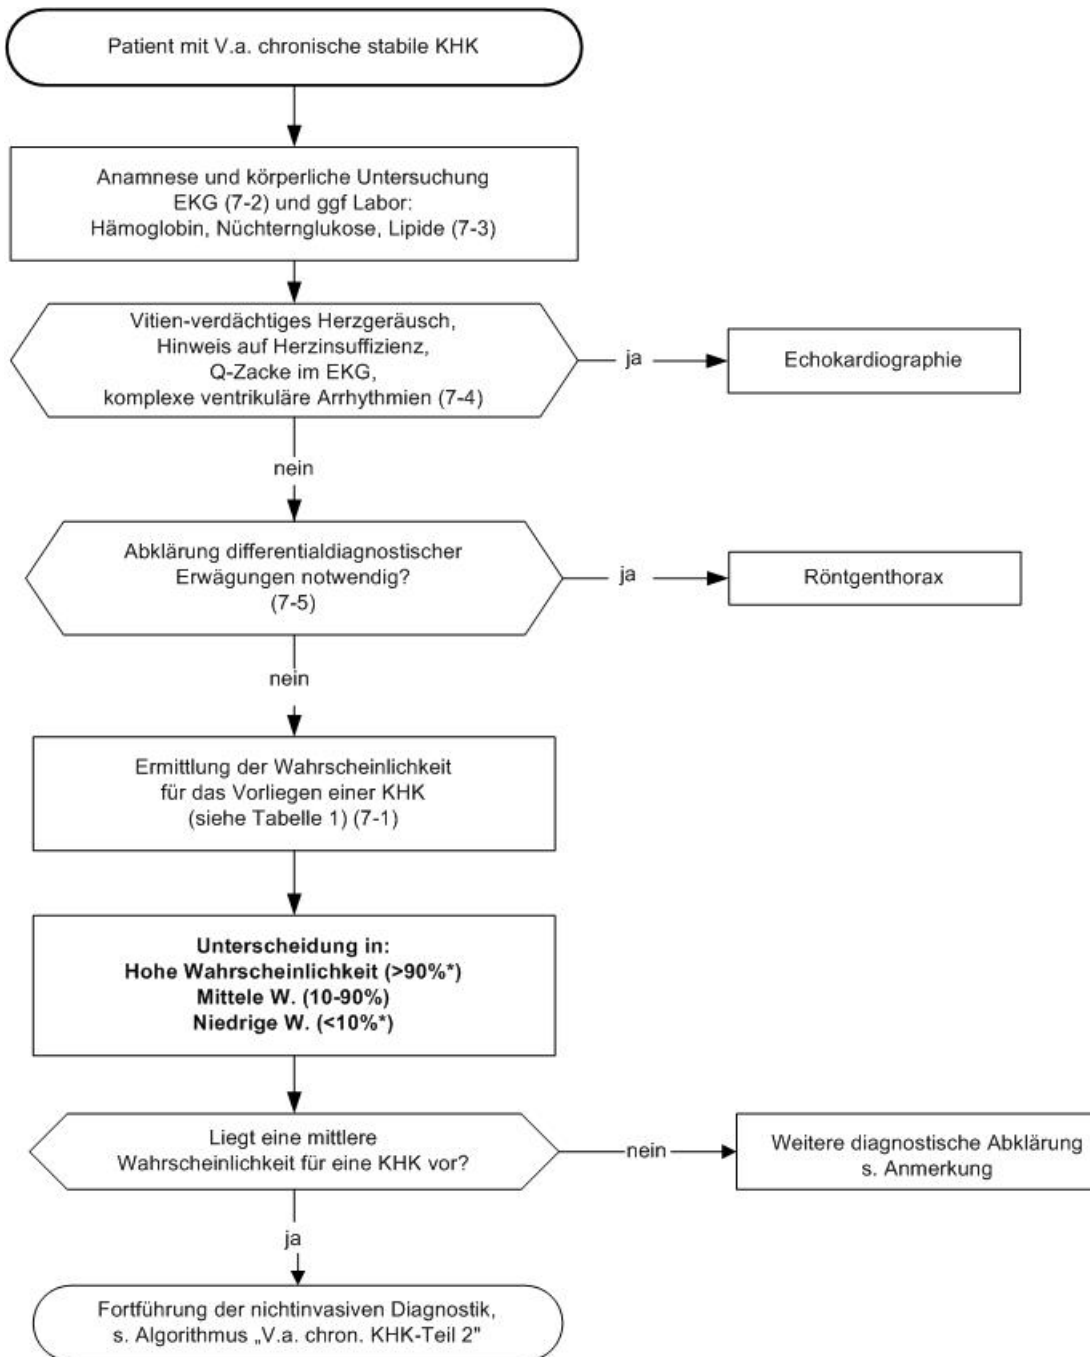 Patient mit V.a. chronische stabile KHK
Anamnese und körperliche Untersuchung
EKG (7-2) und ggf Labor:
Hämoglobin, Nüchternglukose, Lipide (7-3)
Vitien-verdächtiges Herzgeräusch,
Hinweis auf Herzinsuffizienz,
Q-Zacke im EKG,
komplexe ventrikuläre Arrhythmien (7-4)
ja
Echokardiographie
nein
Abklärung differentialdiagnostischer
Erwägungen notwendig?
(7-5)
ja
Röntgenthorax
nein
Ermittlung der Wahrscheinlichkeit
für das Vorliegen einer KHK
(siehe Tabelle 1) (7-1)
Unterscheidung in:
Hohe Wahrscheinlichkeit (>90%*)
Mittele W. (10-90%)
Niedrige W. (<10%*)
Liegt eine mittlere
Wahrscheinlichkeit für eine KHK vor?
nein
Weitere diagnostische Abklärung
s. Anmerkung
ja
Fortführung der nichtinvasiven Diagnostik,
s. Algorithmus „V.a. chron. KHK-Teil 2"